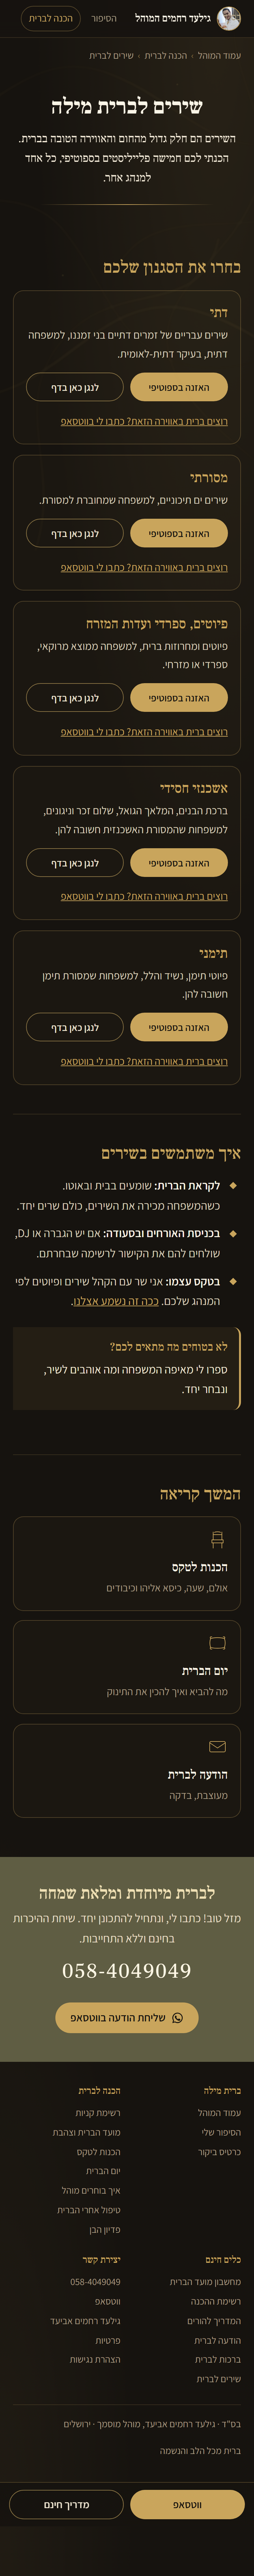 גילעד רחמים המוהל
הסיפור
הכנה לברית
עמוד המוהל › הכנה לברית › שירים לברית
שירים לברית מילה
השירים הם חלק גדול מהחום והאווירה הטובה בברית.
הכנתי לכם חמישה פלייליסטים בספוטיפיי, כל אחד
למנהג אחר.
בחרו את הסגנון שלכם
דתי
שירים עבריים של זמרים דתיים בני זמננו, למשפחה
דתית, בעיקר דתית-לאומית.
האזנה בספוטיפיי
לנגן כאן בדף
רוצים ברית באווירה הזאת? כתבו לי בווטסאפ
מסורתי
שירים ים תיכוניים, למשפחה שמחוברת למסורת.
האזנה בספוטיפיי
לנגן כאן בדף
רוצים ברית באווירה הזאת? כתבו לי בווטסאפ
פיוטים, ספרדי ועדות המזרח
פיוטים ומחרוזות ברית, למשפחה ממוצא מרוקאי,
ספרדי או מזרחי.
האזנה בספוטיפיי
לנגן כאן בדף
רוצים ברית באווירה הזאת? כתבו לי בווטסאפ
אשכנזי חסידי
ברכת הבנים, המלאך הגואל, שלום זכר וניגונים,
למשפחות שהמסורת האשכנזית חשובה להן.
האזנה בספוטיפיי
לנגן כאן בדף
רוצים ברית באווירה הזאת? כתבו לי בווטסאפ
תימני
פיוטי תימן, נשיד והלל, למשפחות שמסורת תימן
חשובה להן.
האזנה בספוטיפיי
לנגן כאן בדף
רוצים ברית באווירה הזאת? כתבו לי בווטסאפ
איך משתמשים בשירים
לקראת הברית: שומעים בבית ובאוטו.
כשהמשפחה מכירה את השירים, כולם שרים יחד.
בכניסת האורחים ובסעודה: אם יש הגברה או DJ,
שולחים להם את הקישור לרשימה שבחרתם.
בטקס עצמו: אני שר עם הקהל שירים ופיוטים לפי
המנהג שלכם. ככה זה נשמע אצלנו.
לא בטוחים מה מתאים לכם?
ספרו לי מאיפה המשפחה ומה אוהבים לשיר,
ונבחר יחד.
המשך קריאה
הכנות לטקס
אולם, שעה, כיסא אליהו וכיבודים
יום הברית
מה להביא ואיך להכין את התינוק
הודעה לברית
מעוצבת, בדקה
לברית מיוחדת ומלאת שמחה
מזל טוב! כתבו לי, ונתחיל להתכונן יחד. שיחת ההיכרות
בחינם וללא התחייבות.
058-4049049
שליחת הודעה בווטסאפ
ברית מילה
עמוד המוהל
הסיפור שלי
כרטיס ביקור
הכנה לברית
רשימת קניות
מועד הברית וצהבת
הכנות לטקס
יום הברית
איך בוחרים מוהל
טיפול אחרי הברית
פדיון הבן
כלים חינם
מחשבון מועד הברית
רשימת ההכנה
המדריך להורים
הודעה לברית
ברכות לברית
שירים לברית
יצירת קשר
058-4049049
ווטסאפ
גילעד רחמים אביעד
פרטיות
הצהרת נגישות
בס"ד · גילעד רחמים אביעד, מוהל מוסמך · ירושלים
ברית מכל הלב והנשמה
ווטסאפ
מדריך חינם